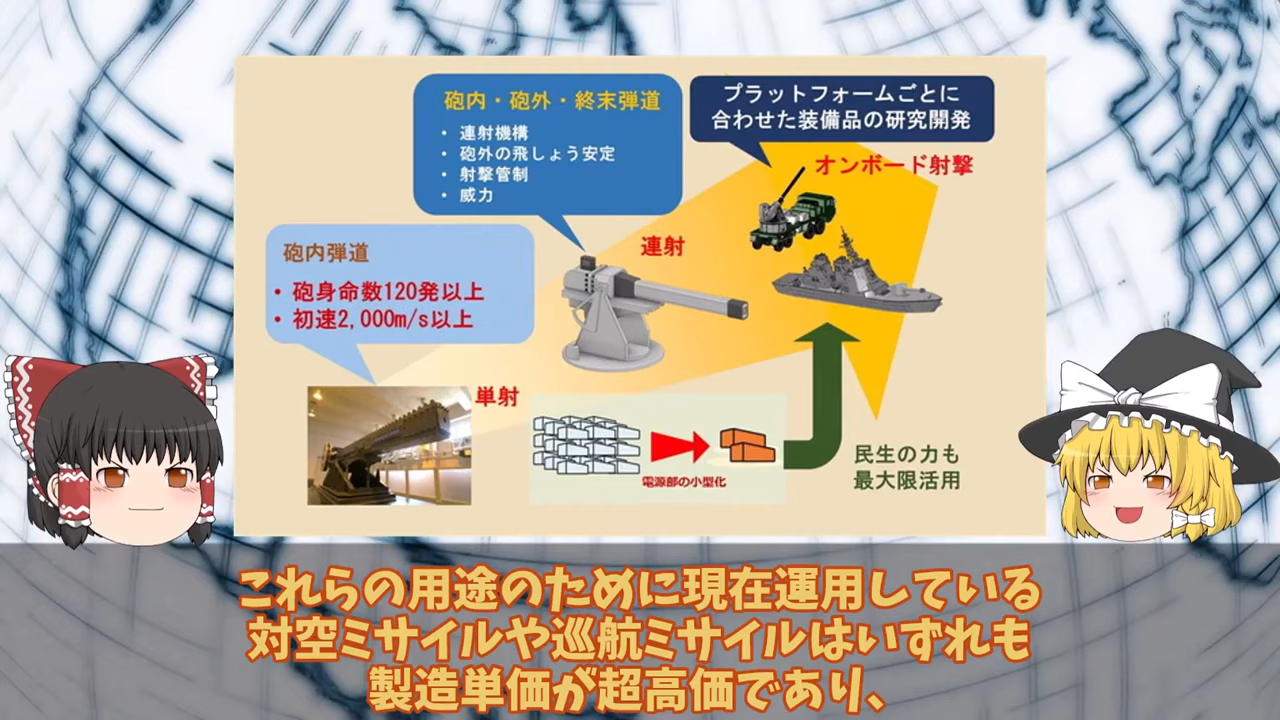 砲内・砲外・終末弾道
・ 連射機構
・ 砲外の飛しょう安定
・ 射撃管制
・ 威力
プラットフォームごとに
合わせた装備品の研究開発
オンボード射撃
砲内弾道
・ 砲身命数120発以上
・ 初速2,000m/s以上
連射
単射
電源部の小型化
民生の力も
最大限活用
これらの用途のために現在運用している
対空ミサイルや巡航ミサイルはいずれも
製造単価が超高価であり、